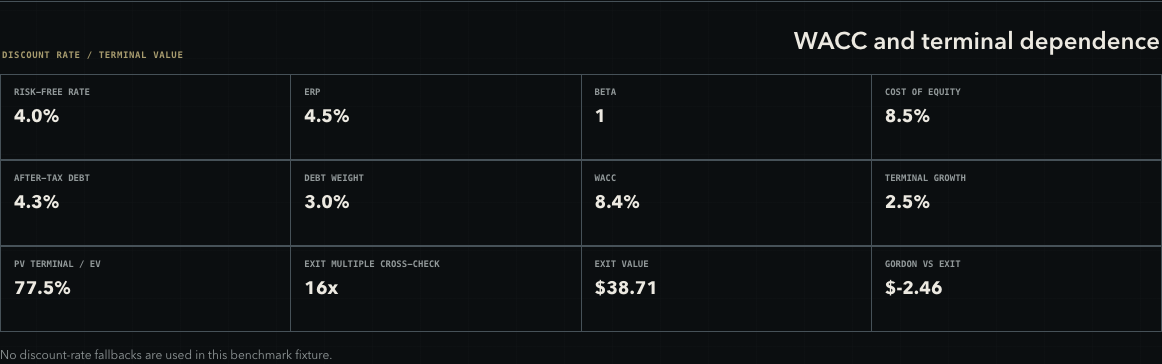 DISCOUNT RATE / TERMINAL VALUE
WACC and terminal dependence
RISK–FREE RATE
4.0%
ERP
4.5%
BETA
1
COST OF EQUITY
8.5%
AFTER–TAX DEBT
4.3%
DEBT WEIGHT
3.0%
WACC
8.4%
TERMINAL GROWTH
2.5%
PV TERMINAL / EV
77.5%
EXIT MULTIPLE CROSS–CHECK
16x
EXIT VALUE
$38.71
GORDON VS EXIT
$-2.46
No discount-rate fallbacks are used in this benchmark fixture.